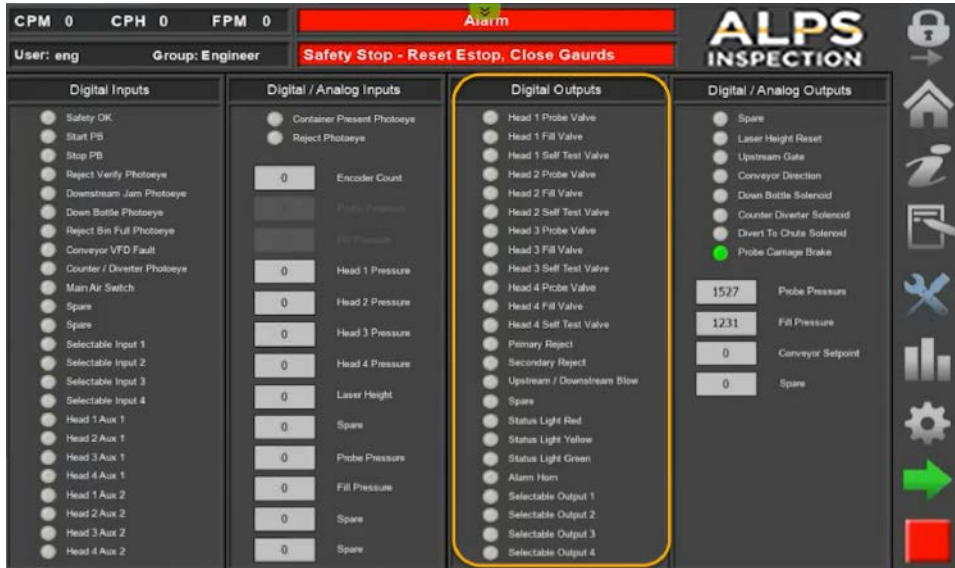 CPM 0 CPH 0 FPM 0
Alarm
ALPS
INSPECTION
User: eng Group: Engineer
Safety Stop - Reset Estop, Close Gaurds
Digital Inputs
Safety OK
Start PB
Stop PB
Reject Verify Photoeye
Downstream Jam Photoeye
Down Bottle Photoeye
Reject Bin Full Photoeye
Conveyor VFD Fault
Counter / Diverter Photoeye
Main Air Switch
Spare
Spare
Selectable Input 1
Selectable Input 2
Selectable Input 3
Selectable Input 4
Head 1 Aux 1
Head 2 Aux 1
Head 3 Aux 1
Head 4 Aux 1
Head 1 Aux 2
Head 2 Aux 2
Head 3 Aux 2
Head 4 Aux 2
Digital / Analog Inputs
Container Present Photoeye
Reject Photoeye
0 Encoder Count
Probe Pressure
Fill Pressure
0 Head 1 Pressure
0 Head 2 Pressure
0 Head 3 Pressure
0 Head 4 Pressure
0 Laser Height
0 Spare
0 Probe Pressure
0 Fill Pressure
0 Spare
0 Spare
Digital Outputs
Head 1 Probe Valve
Head 1 Fill Valve
Head 1 Self Test Valve
Head 2 Probe Valve
Head 2 Fill Valve
Head 2 Self Test Valve
Head 3 Probe Valve
Head 3 Fill Valve
Head 3 Self Test Valve
Head 4 Probe Valve
Head 4 Fill Valve
Head 4 Self Test Valve
Primary Reject
Secondary Reject
Upstream / Downstream Blow
Spare
Status Light Red
Status Light Yellow
Status Light Green
Alarm Horn
Selectable Output 1
Selectable Output 2
Selectable Output 3
Selectable Output 4
Digital / Analog Outputs
Spare
Laser Height Reset
Upstream Gate
Conveyor Direction
Down Bottle Solenoid
Counter Diverter Solenoid
Divert To Chute Solenoid
Probe Carriage Brake
1527 Probe Pressure
1231 Fill Pressure
0 Conveyor Setpoint
0 Spare